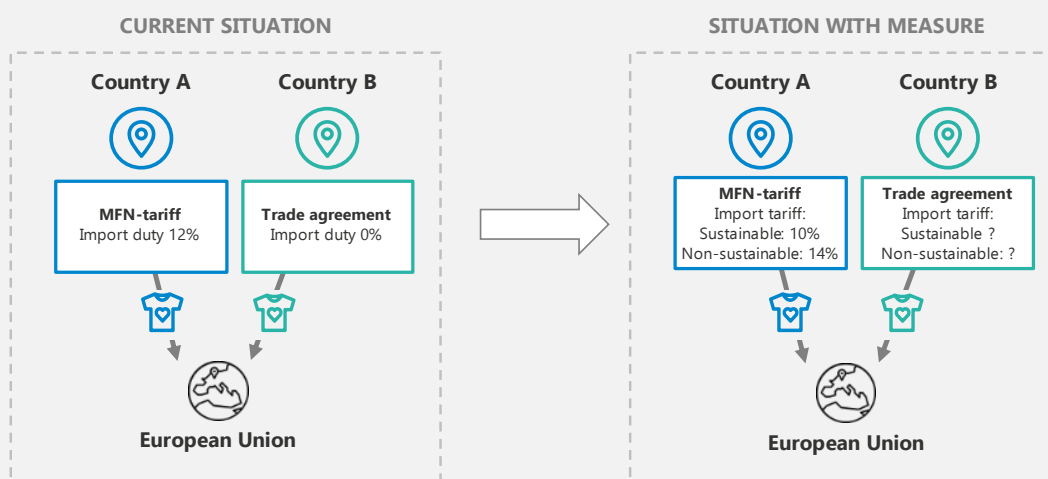 CURRENT SITUATION
Country A
Country B
MFN-tariff
Import duty 12%
Trade agreement
Import duty 0%
European Union
SITUATION WITH MEASURE
Country A
Country B
MFN-tariff
Import tariff:
Sustainable: 10%
Non-sustainable: 14%
Trade agreement
Import tariff:
Sustainable ?
Non-sustainable: ?
European Union